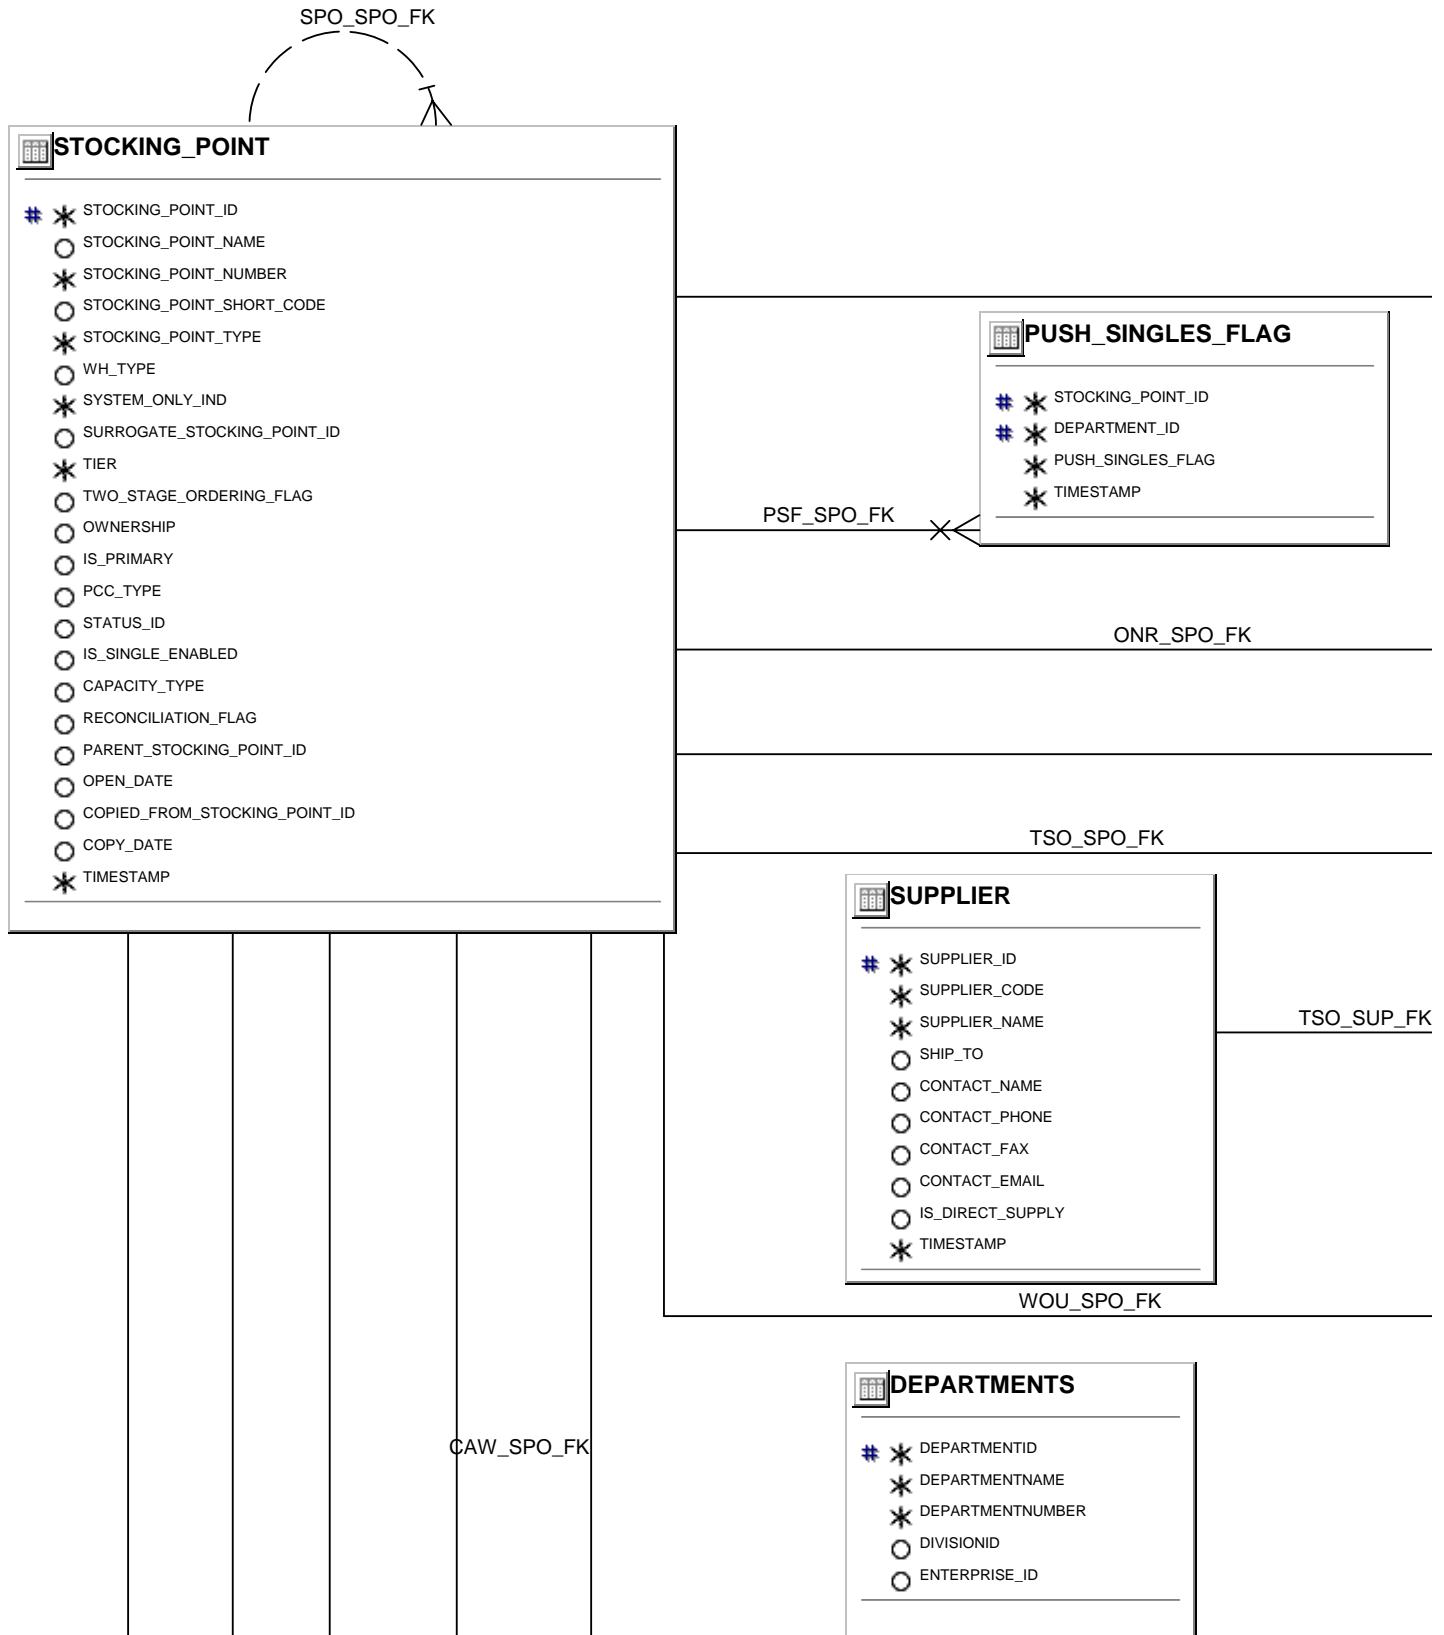 SPO_SPO_FK
STOCKING_POINT
STOCKING_POINT_ID
STOCKING_POINT_NAME
STOCKING_POINT_NUMBER
STOCKING_POINT_SHORT_CODE
STOCKING_POINT_TYPE
WH_TYPE
SYSTEM_ONLY_IND
SURROGATE_STOCKING_POINT_ID
TIER
TWO_STAGE_ORDERING_FLAG
OWNERSHIP
IS_PRIMARY
PCC_TYPE
STATUS_ID
IS_SINGLE_ENABLED
CAPACITY_TYPE
RECONCILIATION_FLAG
PARENT_STOCKING_POINT_ID
OPEN_DATE
COPIED_FROM_STOCKING_POINT_ID
COPY_DATE
TIMESTAMP
PUSH_SINGLES_FLAG
STOCKING_POINT_ID
DEPARTMENT_ID
PUSH_SINGLES_FLAG
TIMESTAMP
PSF_SPO_FK
ONR_SPO_FK
TSO_SPO_FK
SUPPLIER
SUPPLIER_ID
SUPPLIER_CODE
SUPPLIER_NAME
SHIP_TO
CONTACT_NAME
CONTACT_PHONE
CONTACT_FAX
CONTACT_EMAIL
IS_DIRECT_SUPPLY
TIMESTAMP
TSO_SUP_FK
WOU_SPO_FK
CAW_SPO_FK
DEPARTMENTS
DEPARTMENTID
DEPARTMENTNAME
DEPARTMENTNUMBER
DIVISIONID
ENTERPRISE_ID